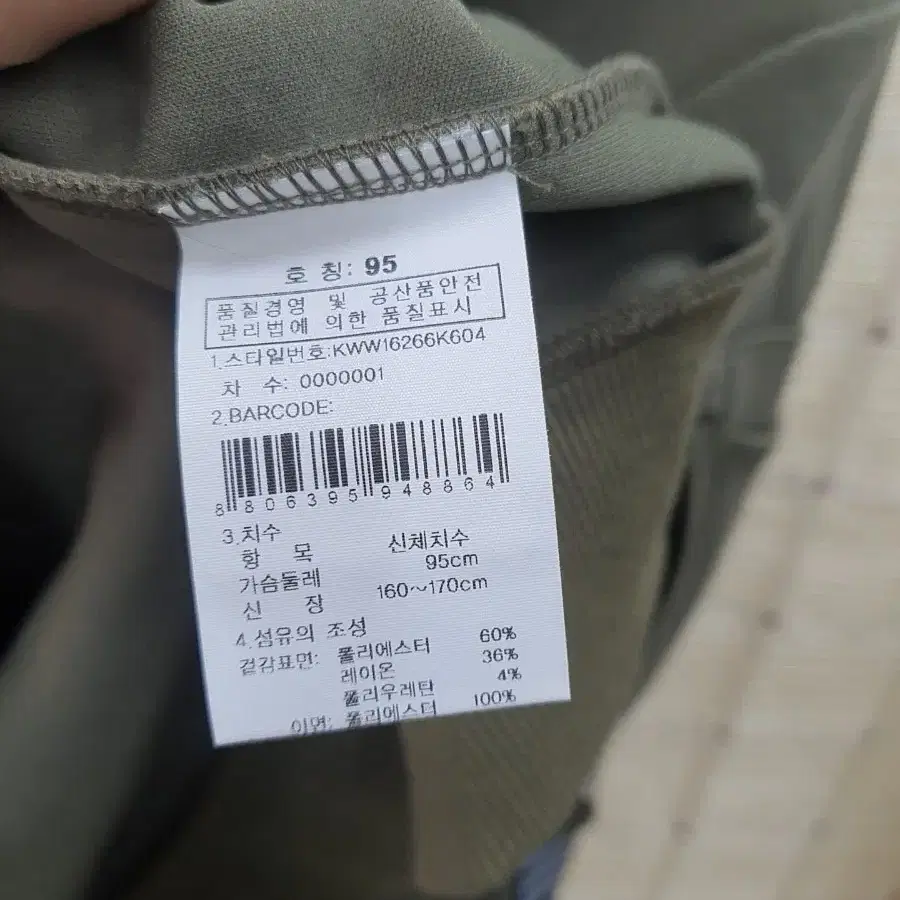 호 칭: 95
품질경영 및 공산품안전
관리법에 의한 품질표시
1.스타일번호:KWW16266K604
차 수: 0000001
2.BARCODE:
8806395948864
3.치수
항 목 신체치수
가슴둘레 95cm
신 장 160~170cm
4.섬유의 조성
겉감표면: 폴리에스터 60%
레이온 36%
폴리우레탄 4%
이면: 폴리에스터 100%